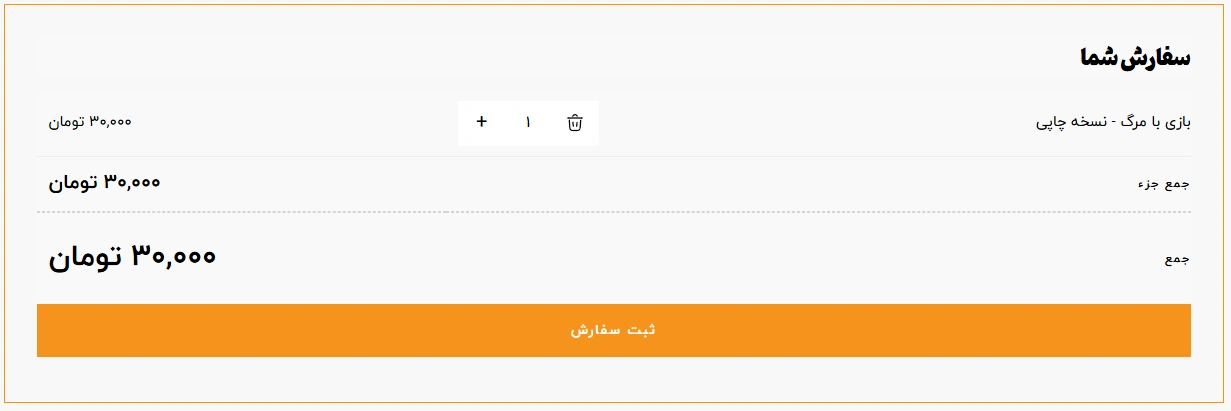 سفارش شما
بازی با مرگ - نسخه چاپی ۱ + ۳۰,۰۰۰ تومان
جمع جزء ۳۰,۰۰۰ تومان
جمع ۳۰,۰۰۰ تومان
ثبت سفارش